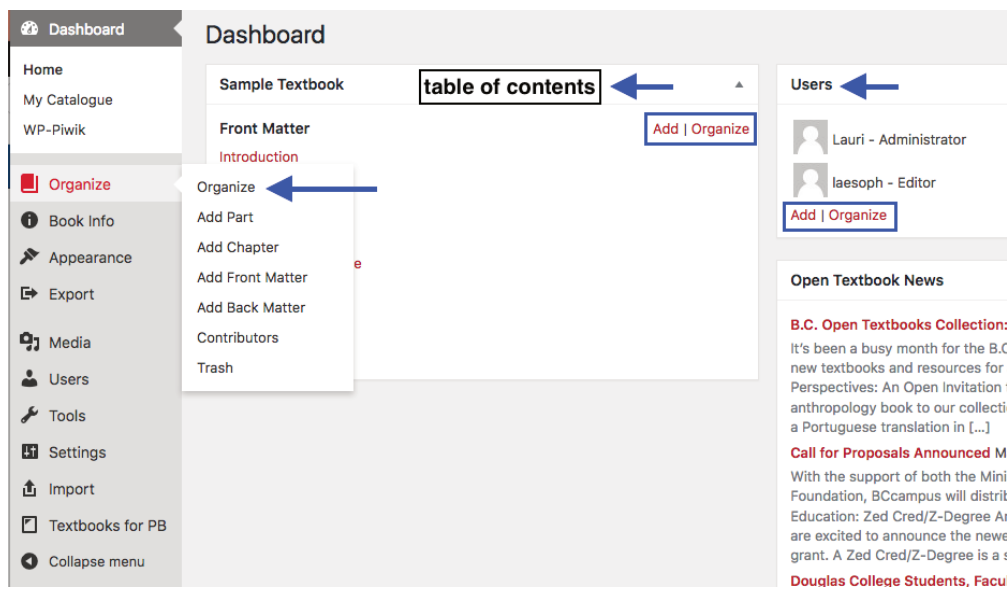 Dashboard
Home
My Catalogue
WP-Piwik
Organize
Book Info
Appearance
Export
Media
Users
Tools
Settings
Import
Textbooks for PB
Collapse menu
Dashboard
Sample Textbook
table of contents
Front Matter
Add | Organize
Introduction
Organize
Add Part
Add Chapter
Add Front Matter
Add Back Matter
Contributors
Trash
e
Users
Lauri - Administrator
laesoph - Editor
Add | Organize
Open Textbook News
B.C. Open Textbooks Collection:
It's been a busy month for the B.C
new textbooks and resources for
Perspectives: An Open Invitation
anthropology book to our collecti
a Portuguese translation in [...]
Call for Proposals Announced M
With the support of both the Mini
Foundation, BCcampus will distrib
Education: Zed Cred/Z-Degree
are excited to announce the newe
grant. A Zed Cred/Z-Degree is a s
Douglas College Students, Facu